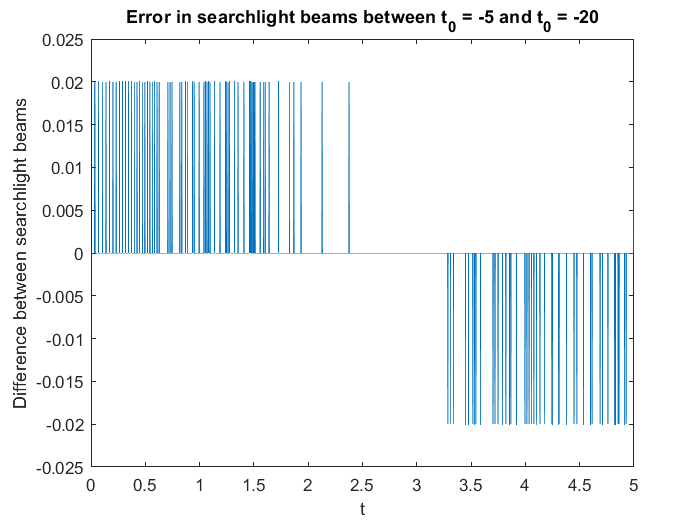 Error in searchlight beams between t₀ = -5 and t₀ = -20
Difference between searchlight beams
0.025
0.02
0.015
0.01
0.005
0
-0.005
-0.01
-0.015
-0.02
-0.025
0 0.5 1 1.5 2 2.5 3 3.5 4 4.5 5
t